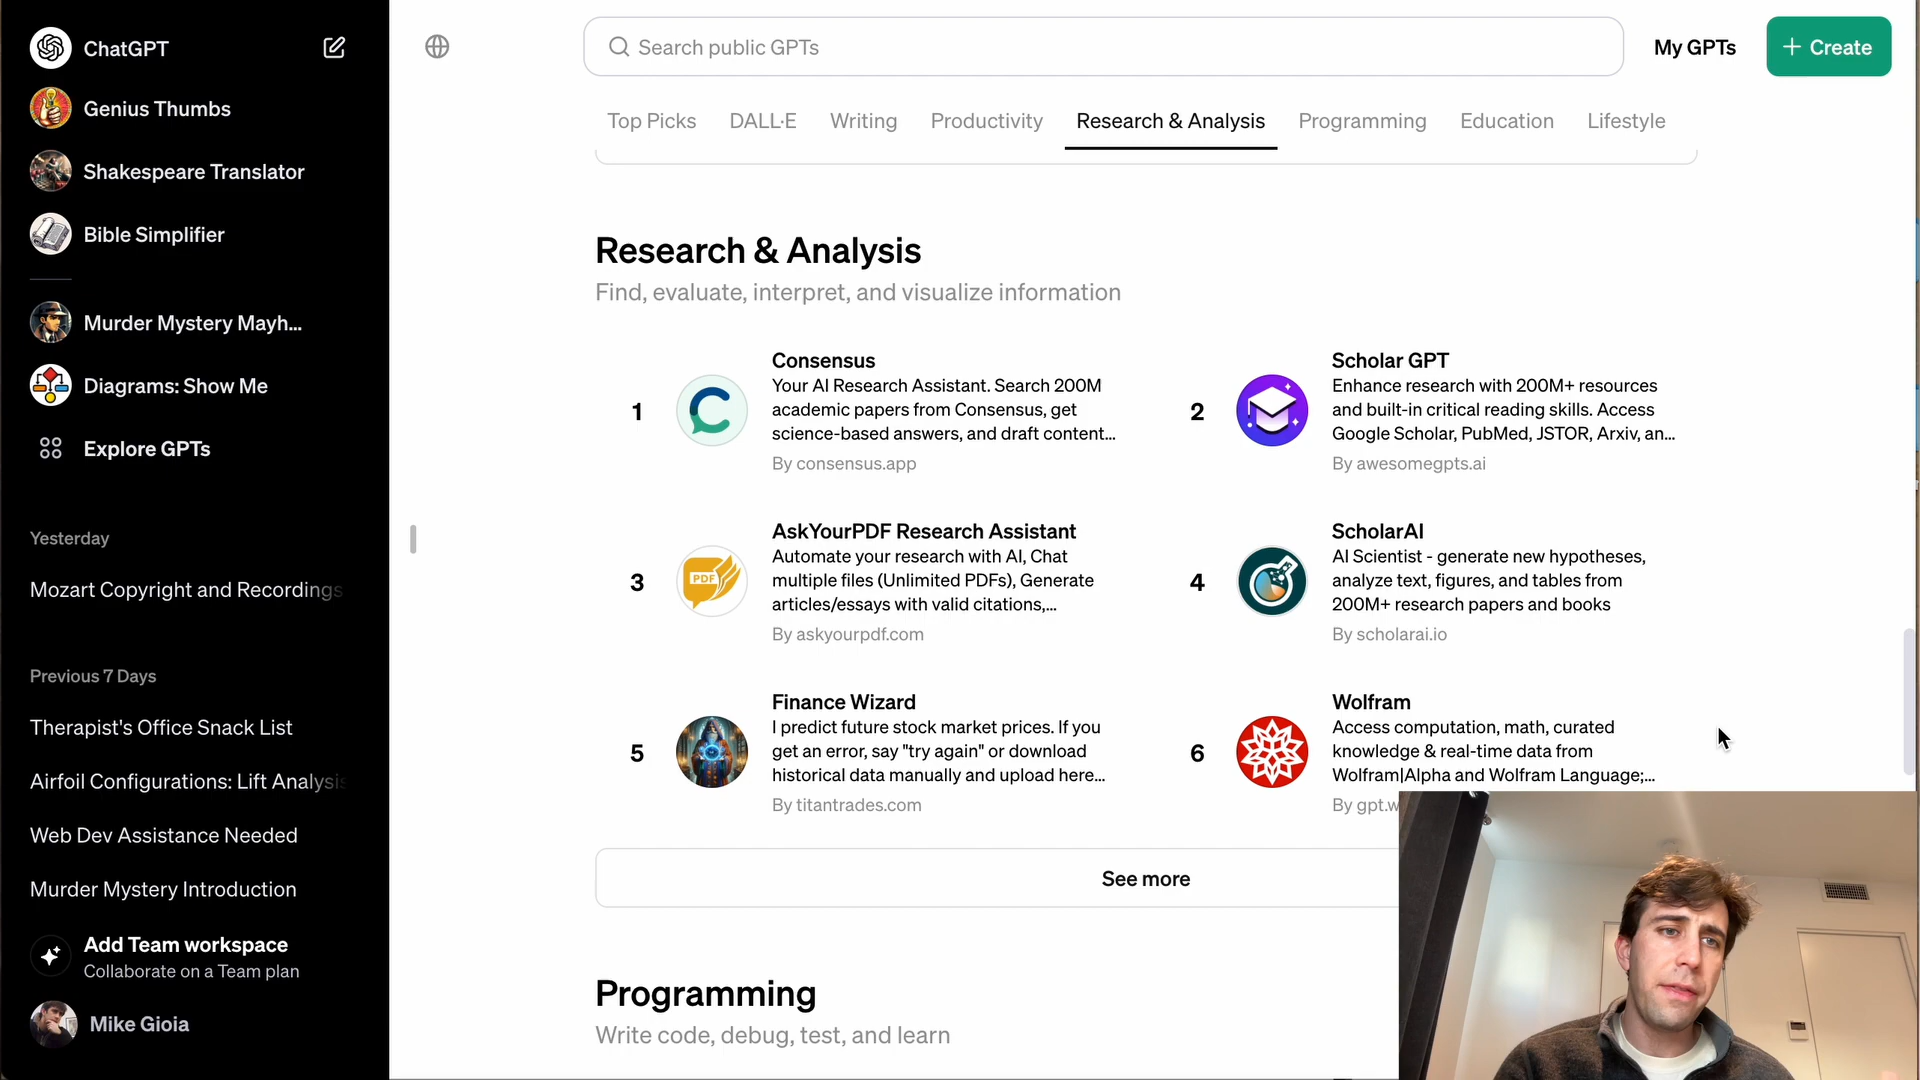 ChatGPT
Genius Thumbs
Shakespeare Translator
Bible Simplifier
Murder Mystery Mayh...
Diagrams: Show Me
Explore GPTs
Yesterday
Mozart Copyright and Recordings
Previous 7 Days
Therapist's Office Snack List
Airfoil Configurations: Lift Analysis
Web Dev Assistance Needed
Murder Mystery Introduction
Add Team workspace
Collaborate on a Team plan
Mike Gioia
Search public GPTs
My GPTs
+ Create
Top Picks
DALL·E
Writing
Productivity
Research & Analysis
Programming
Education
Lifestyle
Research & Analysis
Find, evaluate, interpret, and visualize information
1
Consensus
Your AI Research Assistant. Search 200M
academic papers from Consensus, get
science-based answers, and draft content...
By consensus.app
2
Scholar GPT
Enhance research with 200M+ resources
and built-in critical reading skills. Access
Google Scholar, PubMed, JSTOR, Arxiv, an...
By awesomegpts.ai
3
PDF
AskYourPDF Research Assistant
Automate your research with AI, Chat
multiple files (Unlimited PDFs), Generate
articles/essays with valid citations,...
By askyourpdf.com
4
ScholarAI
AI Scientist - generate new hypotheses,
analyze text, figures, and tables from
200M+ research papers and books
By scholarai.io
5
Finance Wizard
I predict future stock market prices. If you
get an error, say "try again" or download
historical data manually and upload here...
By titantrades.com
6
Wolfram
Access computation, math, curated
knowledge & real-time data from
Wolfram|Alpha and Wolfram Language;...
By gpt.w
See more
Programming
Write code, debug, test, and learn